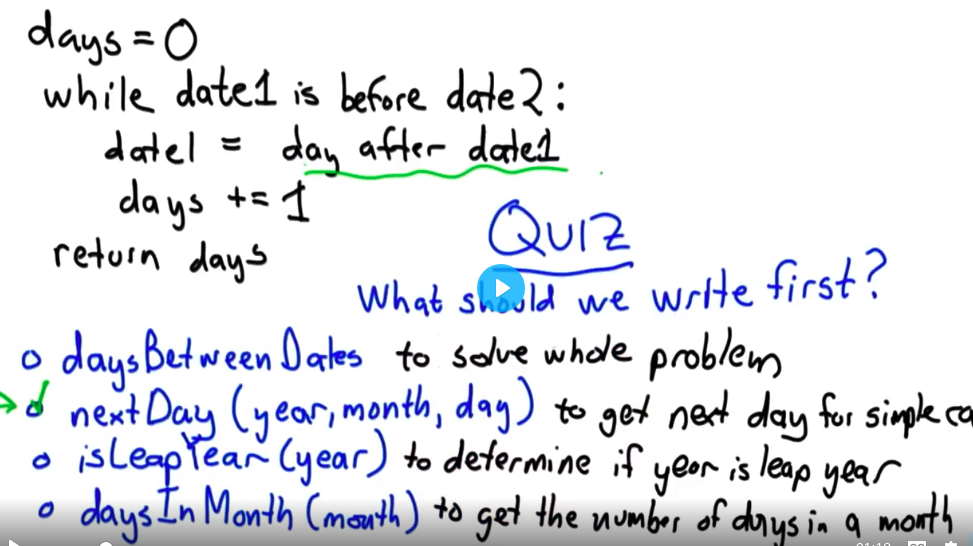 days = 0
while date1 is before date2:
date1 = day after date1
days += 1
return days
Quiz
What should we write first?
daysBetweenDates to solve whole problem
nextDay (year, month, day) to get next day for simple ca
isLeapYear (year) to determine if year is leap year
daysInMonth (month) to get the number of days in a month